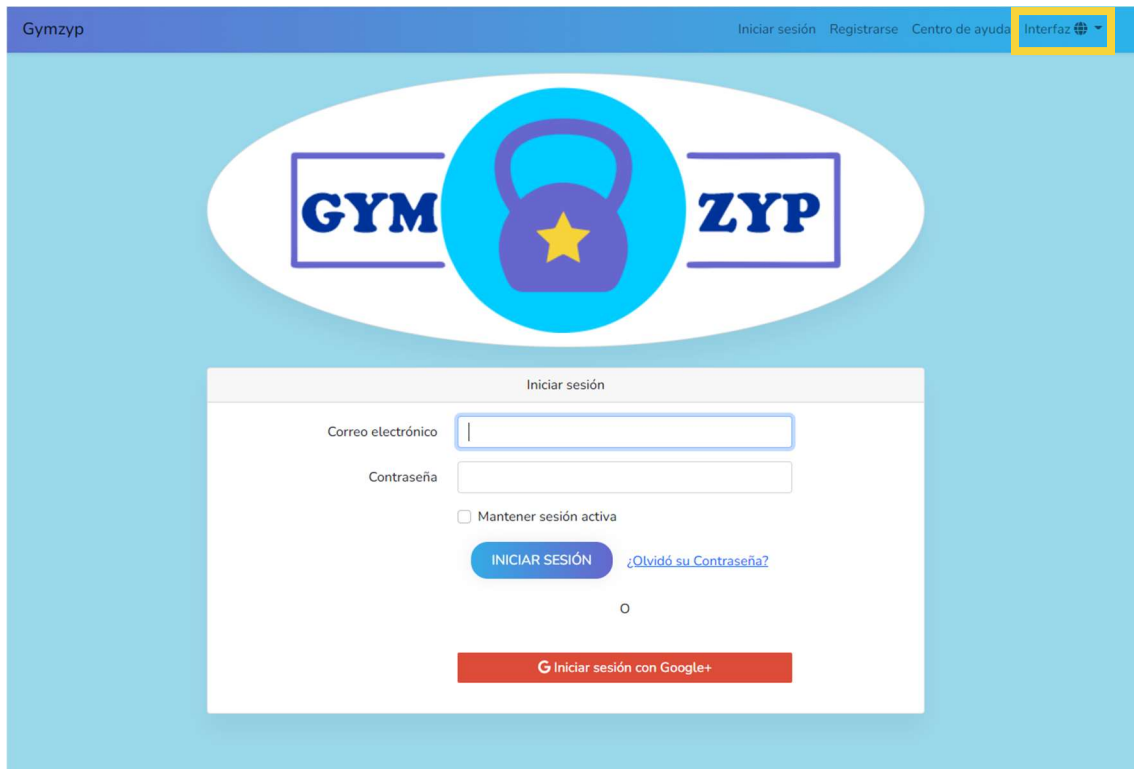 Gymzyp Iniciar sesión Registrarse Centro de ayuda Interfaz
GYM ZYP
Iniciar sesión
Correo electrónico
Contraseña
Mantener sesión activa
INICIAR SESIÓN ¿Olvidó su Contraseña?
O
G Iniciar sesión con Google+